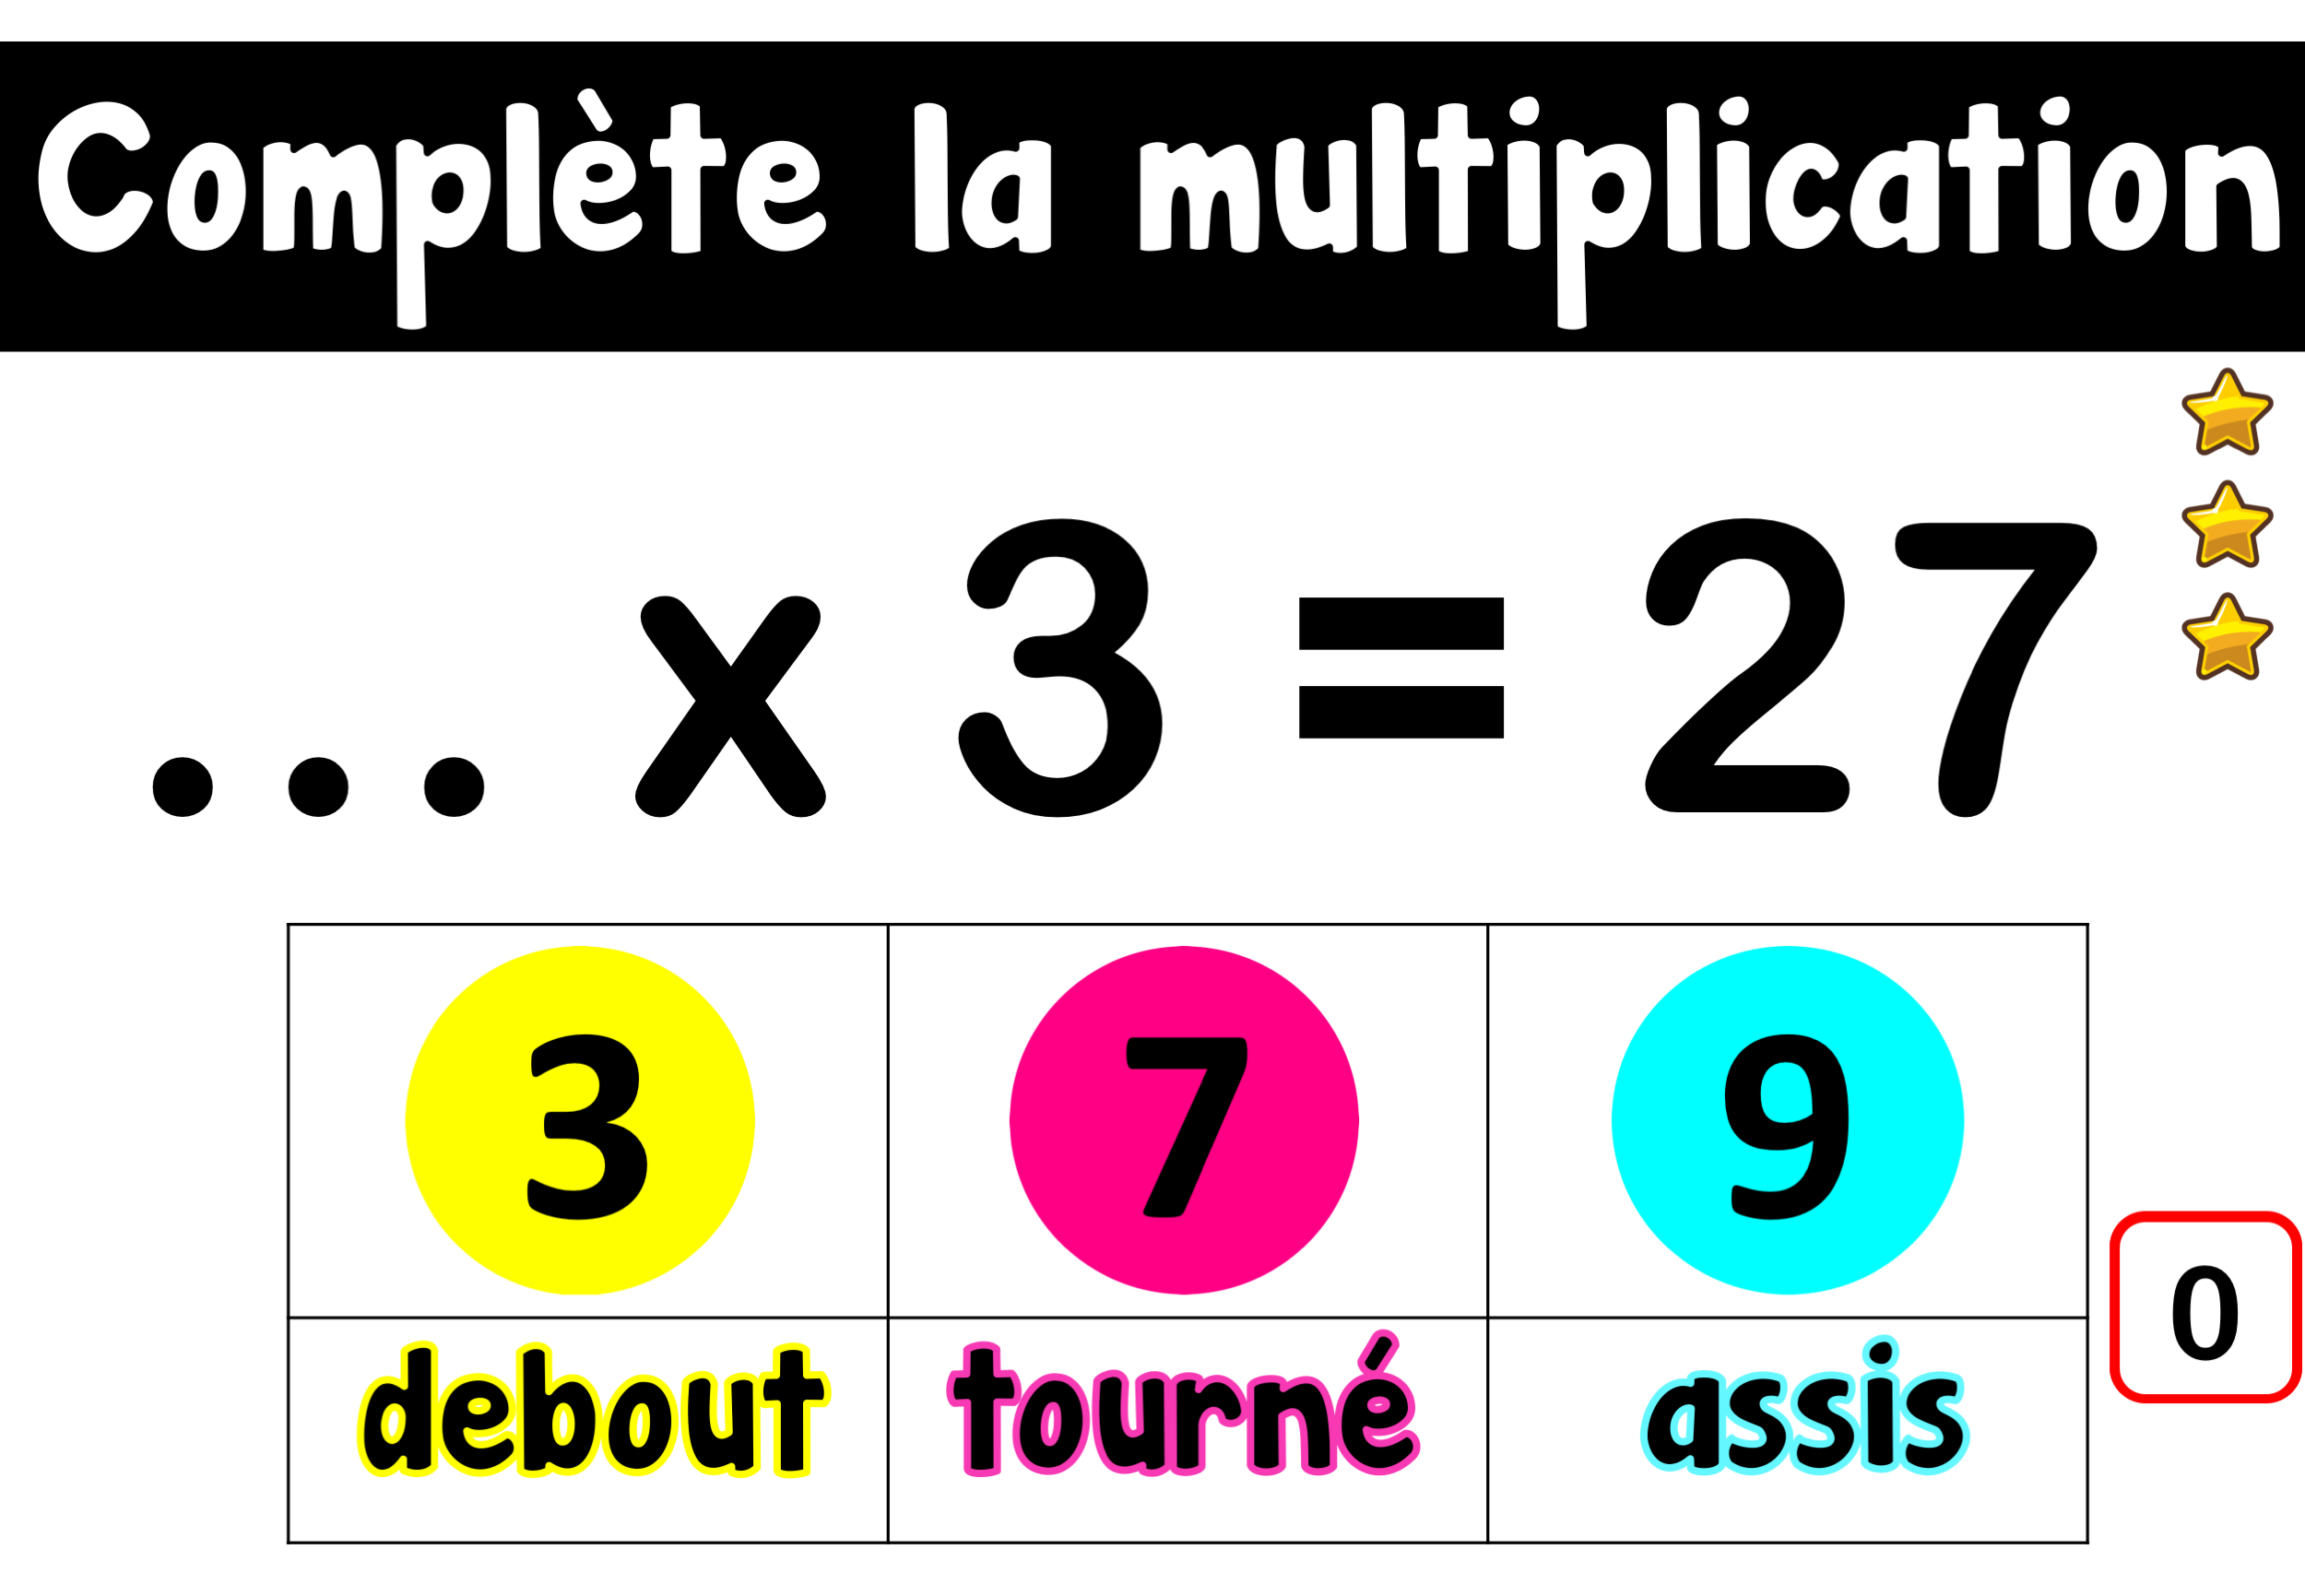 Complète la multiplication
... x 3 = 27
3 7 9
0
debout tourné assis